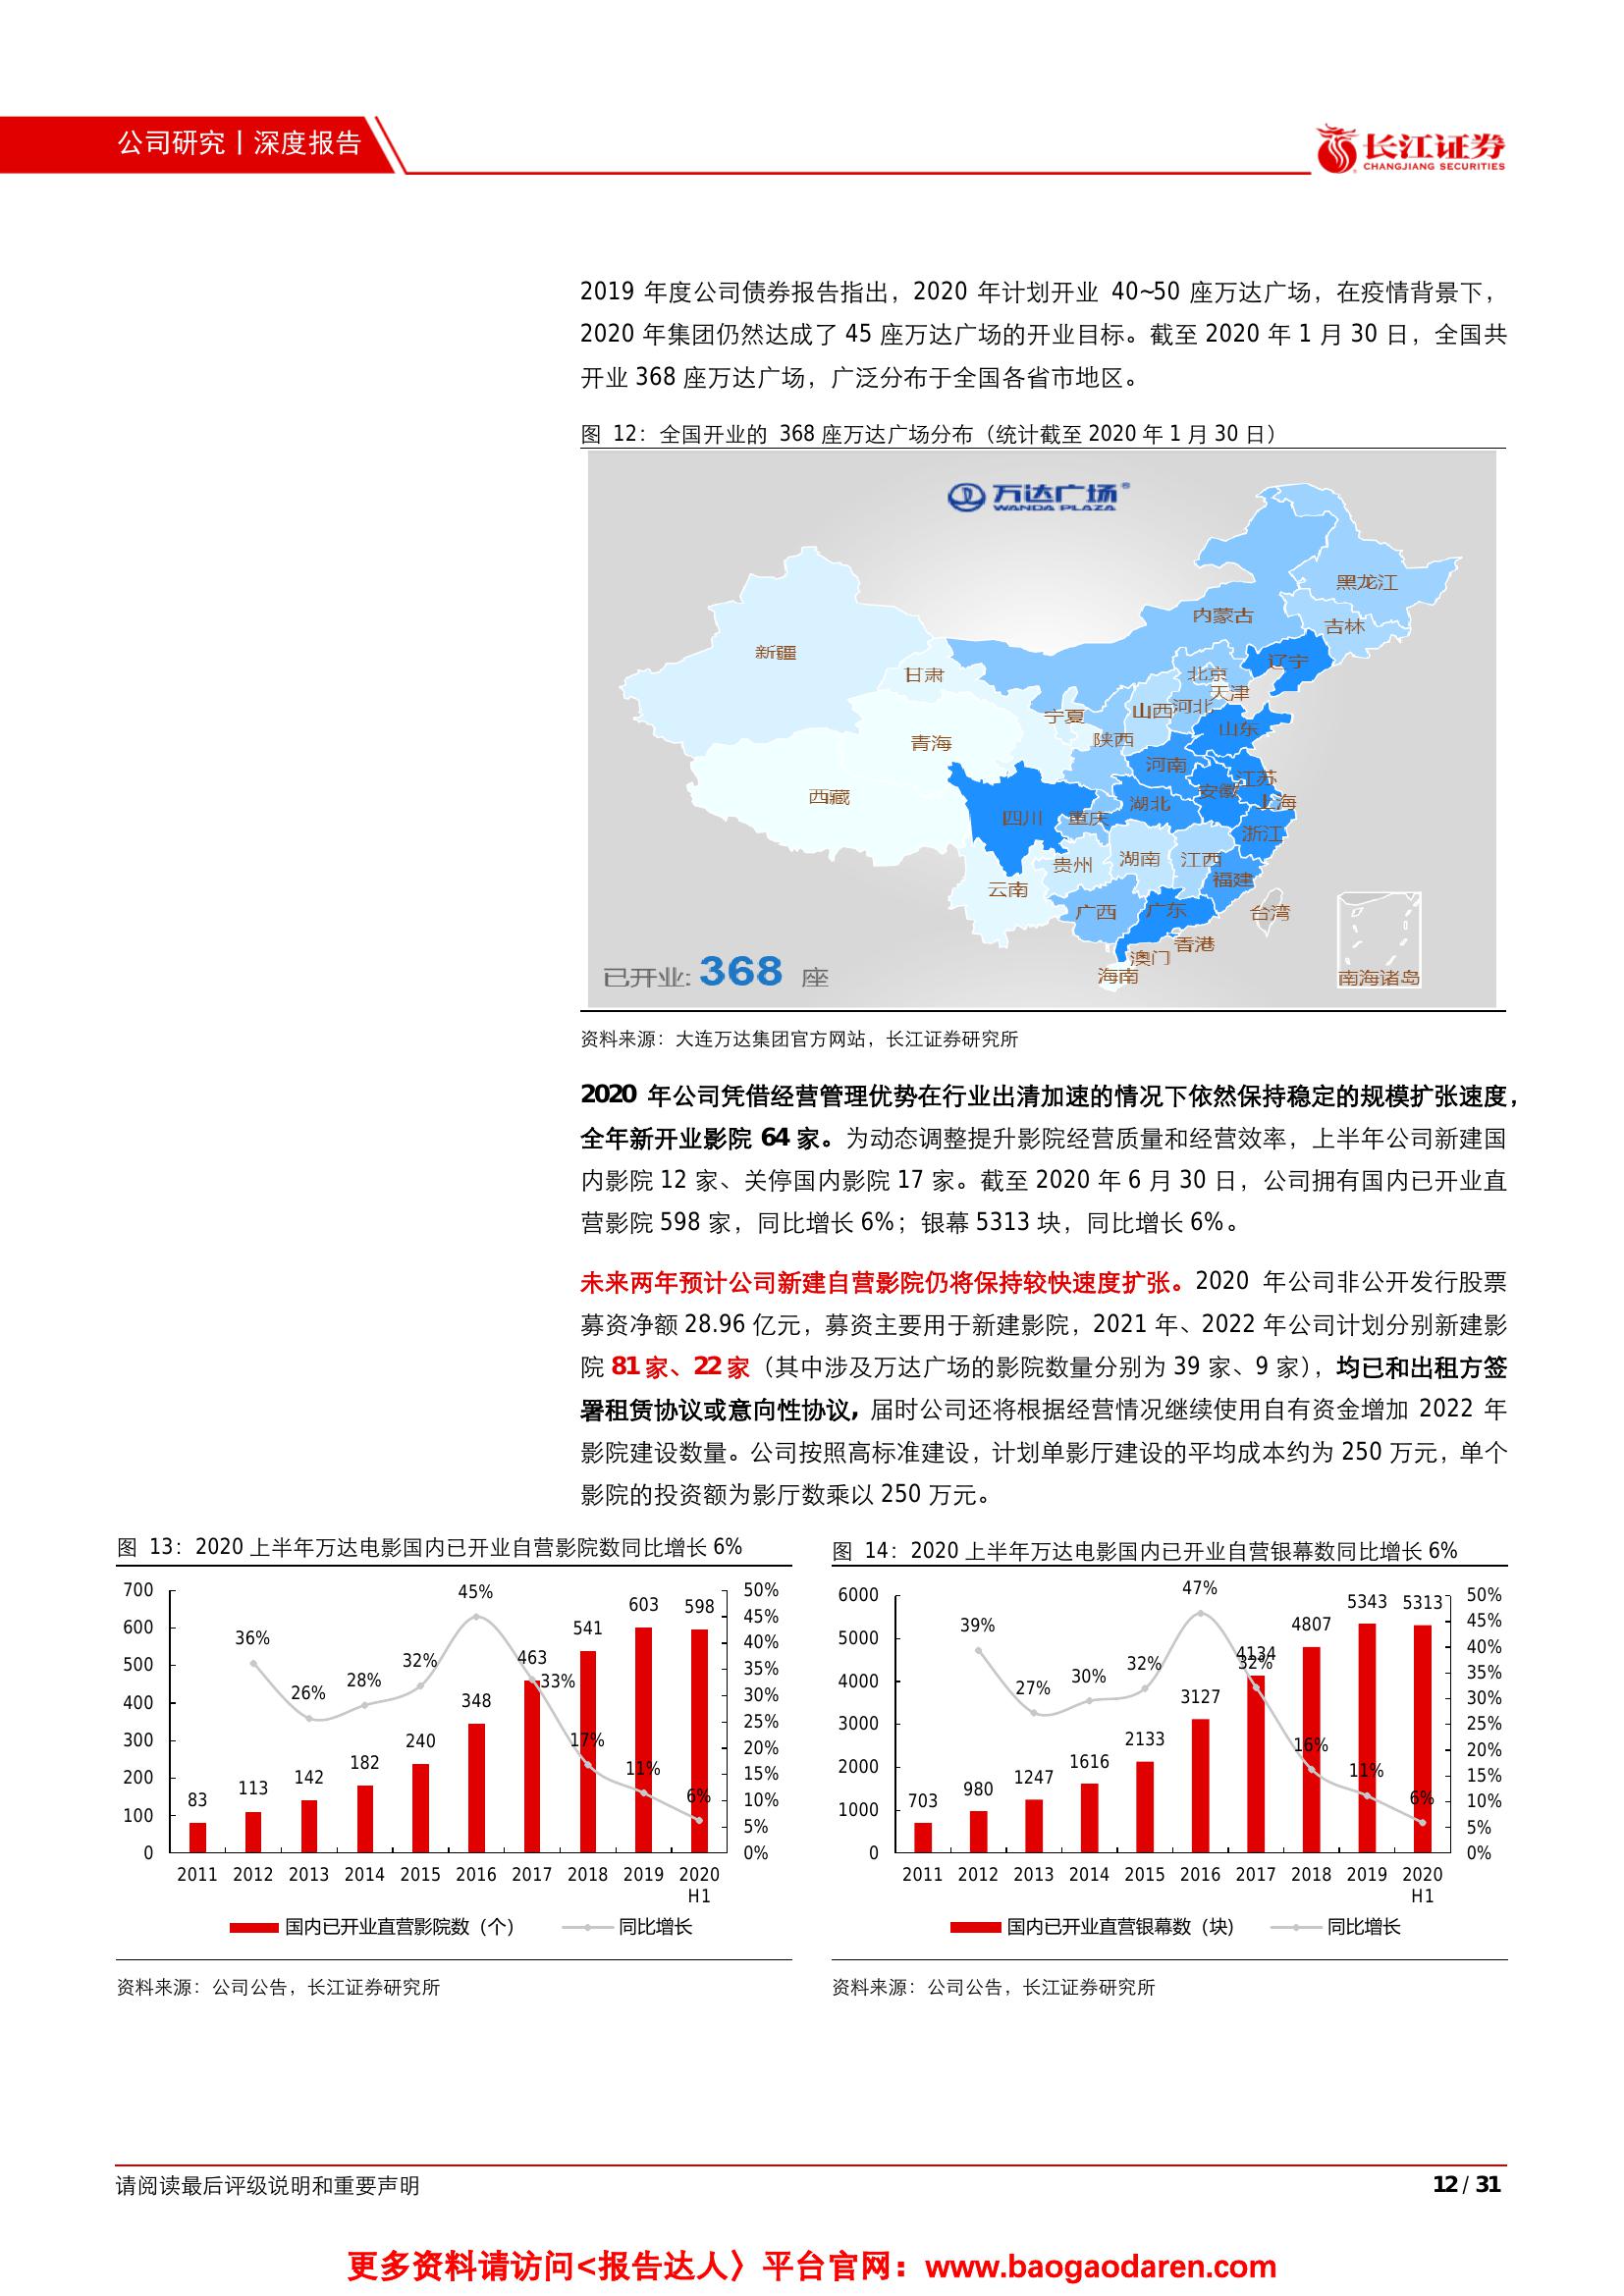 公司研究丨深度报告
长江证券
CHANGJIANG SECURITIES
2019 年度公司债券报告指出，2020 年计划开业 40~50 座万达广场，在疫情背景下，
2020 年集团仍然达成了 45 座万达广场的开业目标。截至 2020 年 1 月 30 日，全国共
开业 368 座万达广场，广泛分布于全国各省市地区。
图 12：全国开业的 368 座万达广场分布（统计截至 2020 年 1 月 30 日）
万达广场®
WANDA PLAZA
黑龙江
内蒙古
吉林
新疆
辽宁
甘肃
北京
天津
宁夏
山西
河北
山东
陕西
青海
河南
江苏
安徽
西藏
湖北
上海
四川
重庆
浙江
贵州
湖南
江西
福建
云南
广西
广东
台湾
香港
澳门
海南
南海诸岛
已开业: 368 座
资料来源：大连万达集团官方网站，长江证券研究所
2020 年公司凭借经营管理优势在行业出清加速的情况下依然保持稳定的规模扩张速度，
全年新开业影院 64 家。为动态调整提升影院经营质量和经营效率，上半年公司新建国
内影院 12 家、关停国内影院 17 家。截至 2020 年 6 月 30 日，公司拥有国内已开业直
营影院 598 家，同比增长 6%；银幕 5313 块，同比增长 6%。
未来两年预计公司新建自营影院仍将保持较快速度扩张。2020 年公司非公开发行股票
募资净额 28.96 亿元，募资主要用于新建影院，2021 年、2022 年公司计划分别新建影
院 81 家、22 家（其中涉及万达广场的影院数量分别为 39 家、9 家），均已和出租方签
署租赁协议或意向性协议，届时公司还将根据经营情况继续使用自有资金增加 2022 年
影院建设数量。公司按照高标准建设，计划单影厅建设的平均成本约为 250 万元，单个
影院的投资额为影厅数乘以 250 万元。
图 13：2020 上半年万达电影国内已开业自营影院数同比增长 6%
700
600
500
400
300
200
100
0
50%
45%
40%
35%
30%
25%
20%
15%
10%
5%
0%
83
113
142
182
240
348
463
541
603
598
36%
26%
28%
32%
45%
33%
17%
11%
6%
2011 2012 2013 2014 2015 2016 2017 2018 2019 2020
H1
国内已开业直营影院数（个） 同比增长
资料来源：公司公告，长江证券研究所
图 14：2020 上半年万达电影国内已开业自营银幕数同比增长 6%
6000
5000
4000
3000
2000
1000
0
50%
45%
40%
35%
30%
25%
20%
15%
10%
5%
0%
703
980
1247
1616
2133
3127
4134
4807
5343
5313
39%
27%
30%
32%
47%
32%
16%
11%
6%
2011 2012 2013 2014 2015 2016 2017 2018 2019 2020
H1
国内已开业直营银幕数（块) 同比增长
资料来源：公司公告，长江证券研究所
请阅读最后评级说明和重要声明
12 / 31
更多资料请访问<报告达人〉平台官网：www.baogaodaren.com